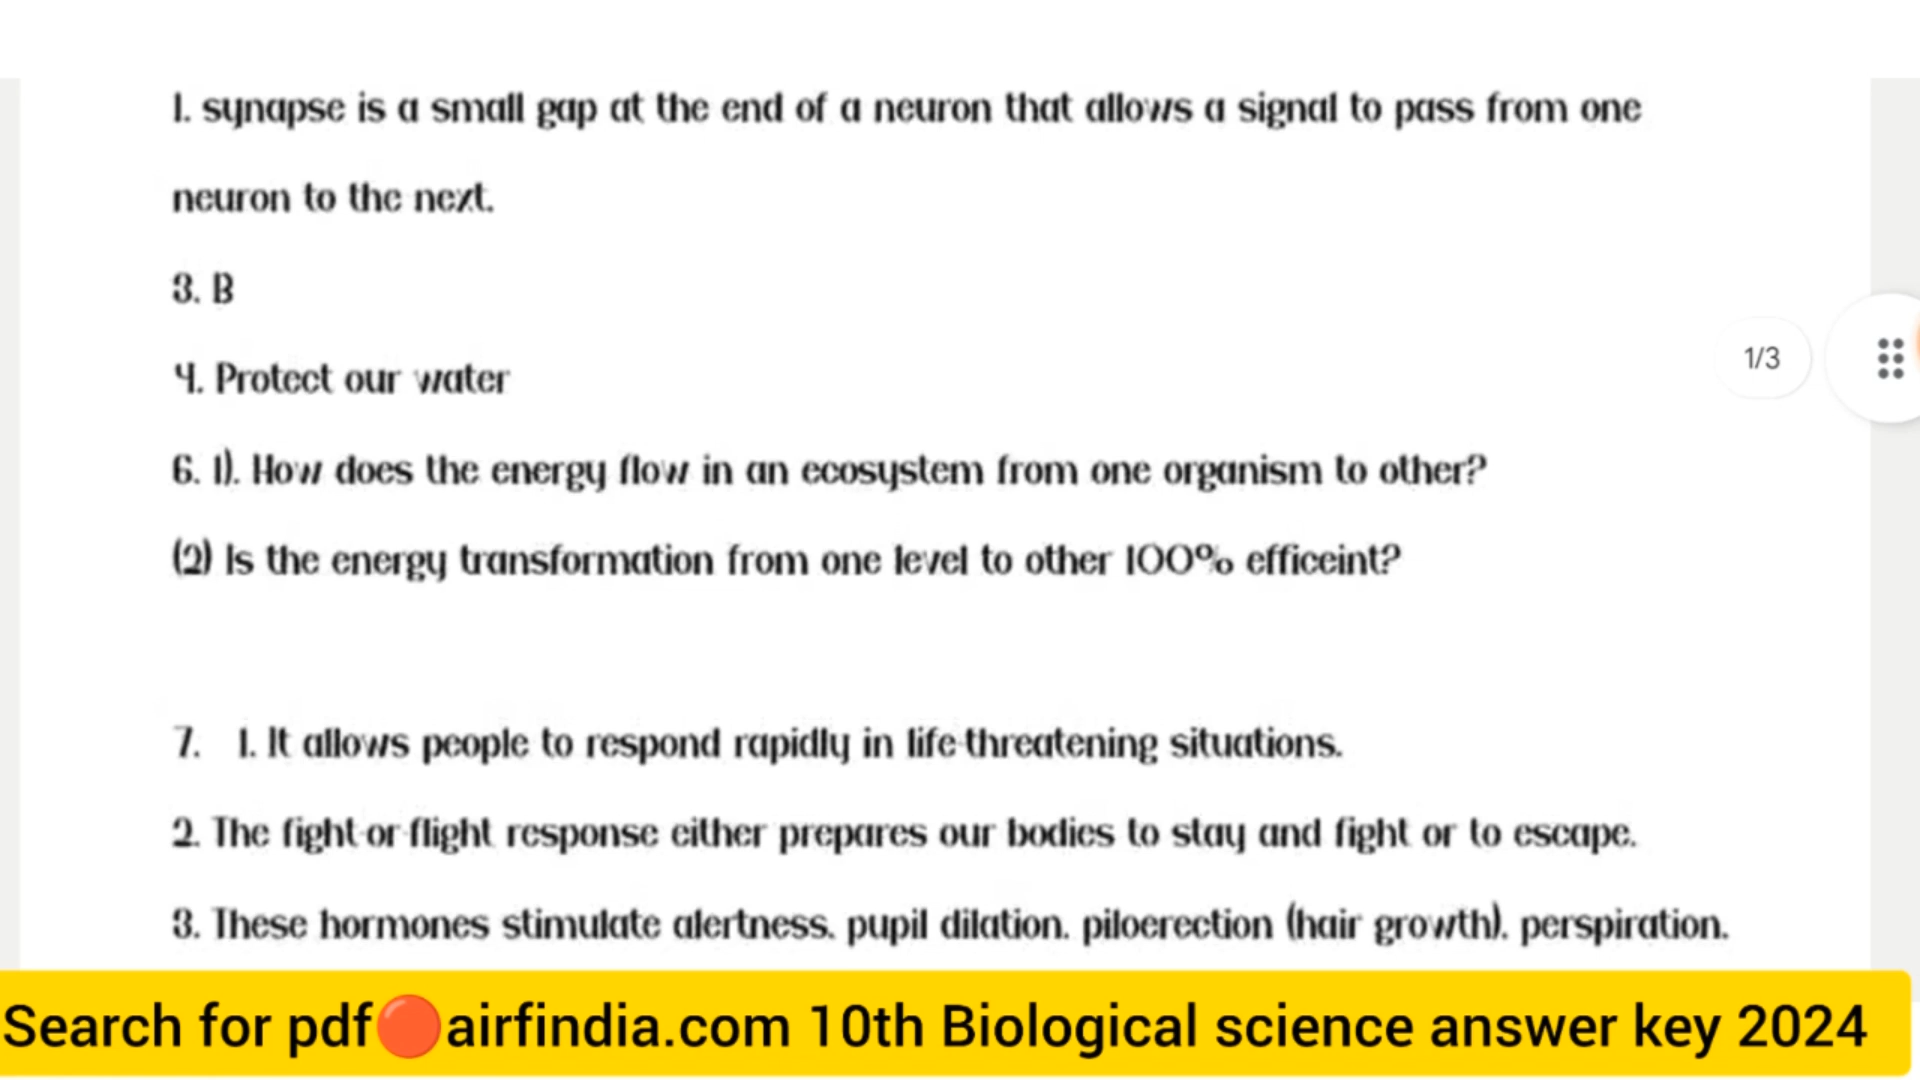 1. synapse is a small gap at the end of a neuron that allows a signal to pass from one
neuron to the next.
3. B
4. Protect our water
6. 1). How does the energy flow in an ecosystem from one organism to other?
(2) Is the energy transformation from one level to other 100% efficeint?
1/3
7. 1. It allows people to respond rapidly in life-threatening situations.
2. The fight-or-flight response either prepares our bodies to stay and fight or to escape.
3. These hormones stimulate alertness, pupil dilation, piloerection (hair growth), perspiration.
Search for pdf🔴airfindia.com 10th Biological science answer key 2024